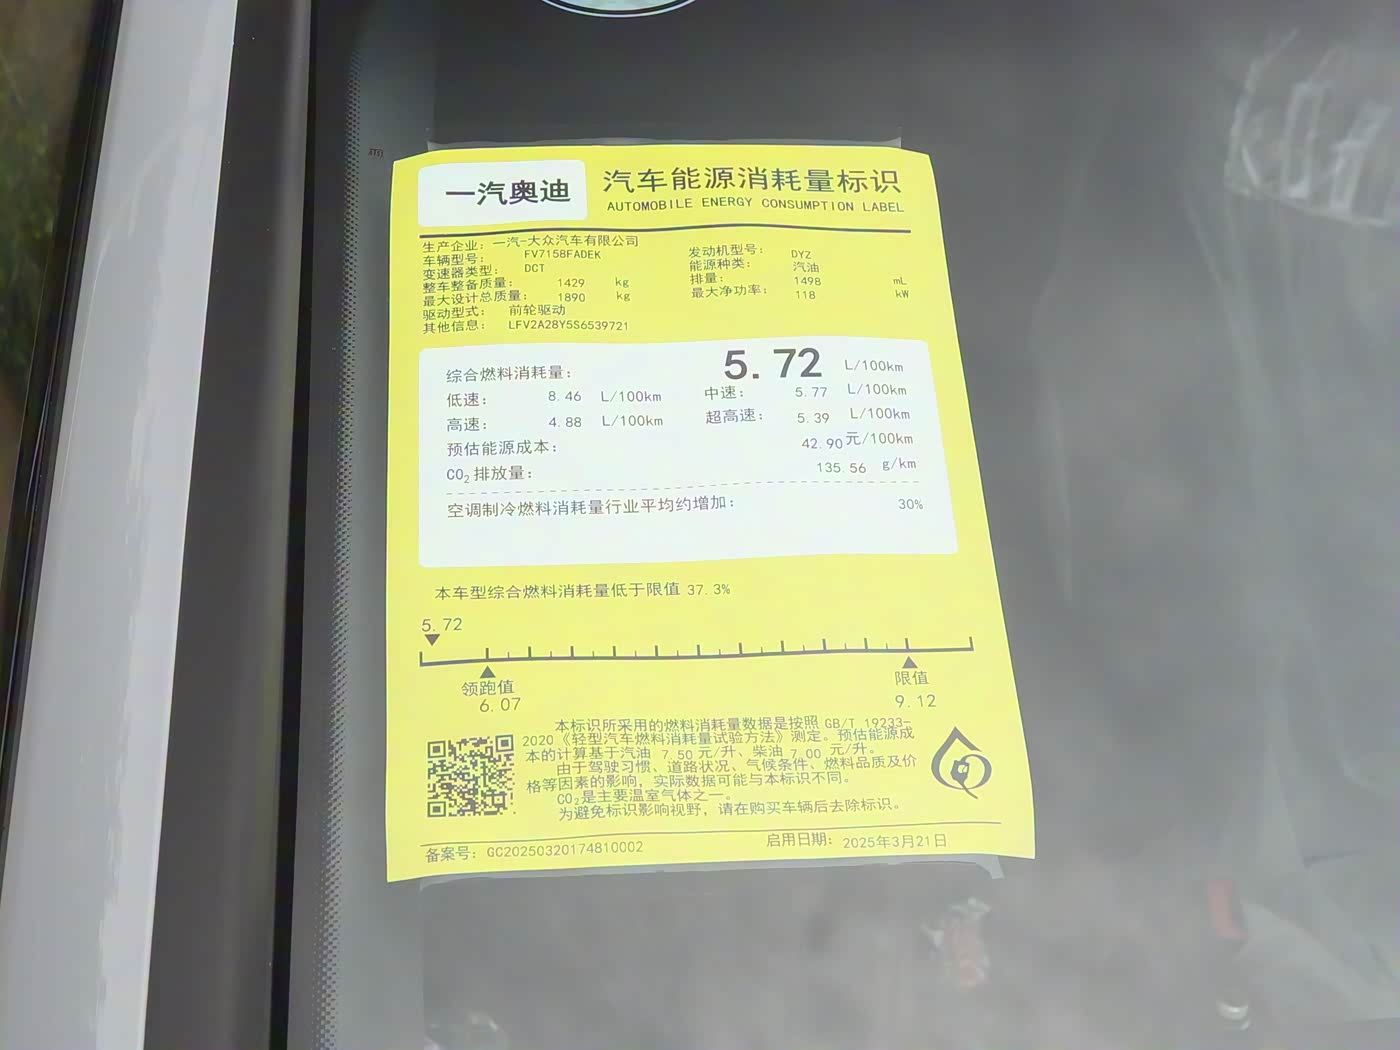 一汽奥迪
汽车能源消耗量标识
AUTOMOBILE ENERGY CONSUMPTION LABEL
生产企业: 一汽-大众汽车有限公司
车辆型号: FV7158FADEK 发动机型号: DYZ
变速器类型: DCT 能源种类: 汽油
整车整备质量: 1429 kg 排量: 1498 mL
最大设计总质量: 1890 kg 最大净功率: 118 kW
驱动型式: 前轮驱动
其他信息: LFV2A28Y5S6539721
综合燃料消耗量: 5.72 L/100km
低速: 8.46 L/100km 中速: 5.77 L/100km
高速: 4.88 L/100km 超高速: 5.39 L/100km
预估能源成本: 42.90元/100km
CO₂排放量: 135.56 g/km
空调制冷燃料消耗量行业平均约增加: 30%
本车型综合燃料消耗量低于限值 37.3%
5.72
领跑值 限值
6.07 9.12
本标识所采用的燃料消耗量数据是按照 GB/T 19233-
2020《轻型汽车燃料消耗量试验方法》测定。预估能源成
本的计算基于汽油 7.50 元/升、柴油 7.00 元/升。
由于驾驶习惯、道路状况、气候条件、燃料品质及价
格等因素的影响, 实际数据可能与本标识不同。
CO₂是主要温室气体之一。
为避免标识影响视野, 请在购买车辆后去除标识。
备案号: GC20250320174810002 启用日期: 2025年3月21日